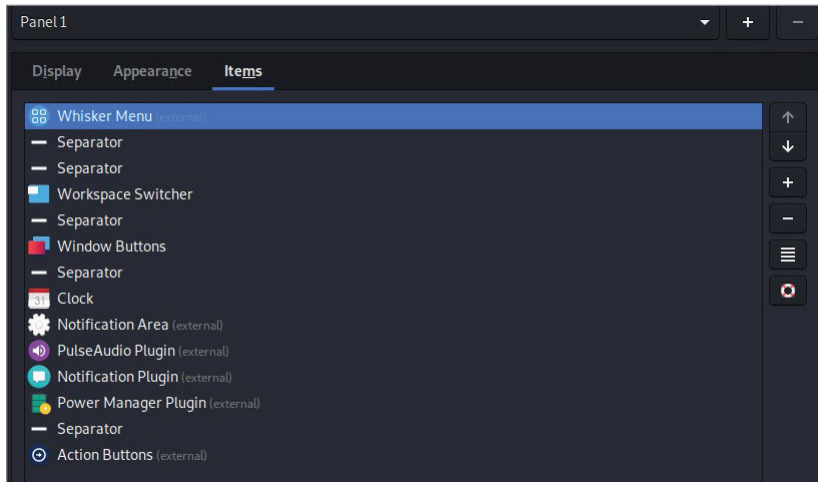 Panel 1
Display Appearance Items
Whisker Menu (external)
Separator
Separator
Workspace Switcher
Separator
Window Buttons
Separator
31 Clock
Notification Area (external)
PulseAudio Plugin (external)
Notification Plugin (external)
Power Manager Plugin (external)
Separator
Action Buttons (external)